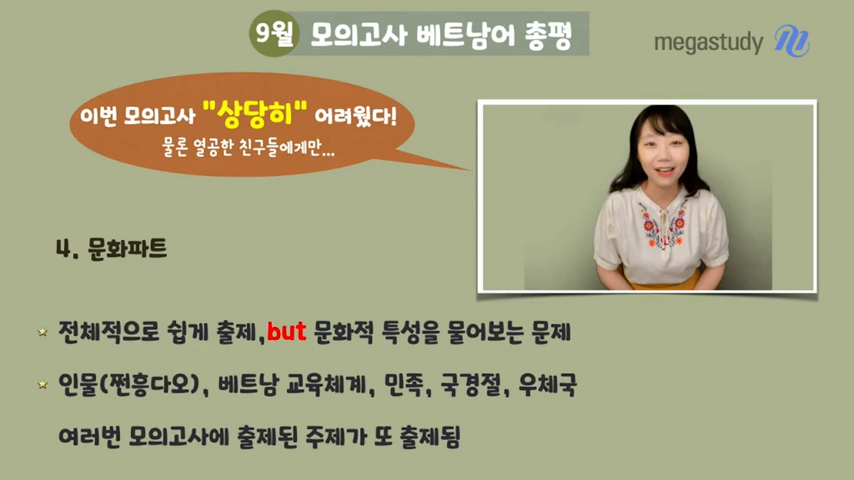 9월 모의고사 베트남어 총평
megastudy
이번 모의고사 "상당히" 어려웠다!
물론 열공한 친구들에게만...
4. 문화파트
전체적으로 쉽게 출제,but 문화적 특성을 물어보는 문제
인물(쩐흥다오), 베트남 교육체계, 민족, 국경절, 우체국
여러번 모의고사에 출제된 주제가 또 출제됨